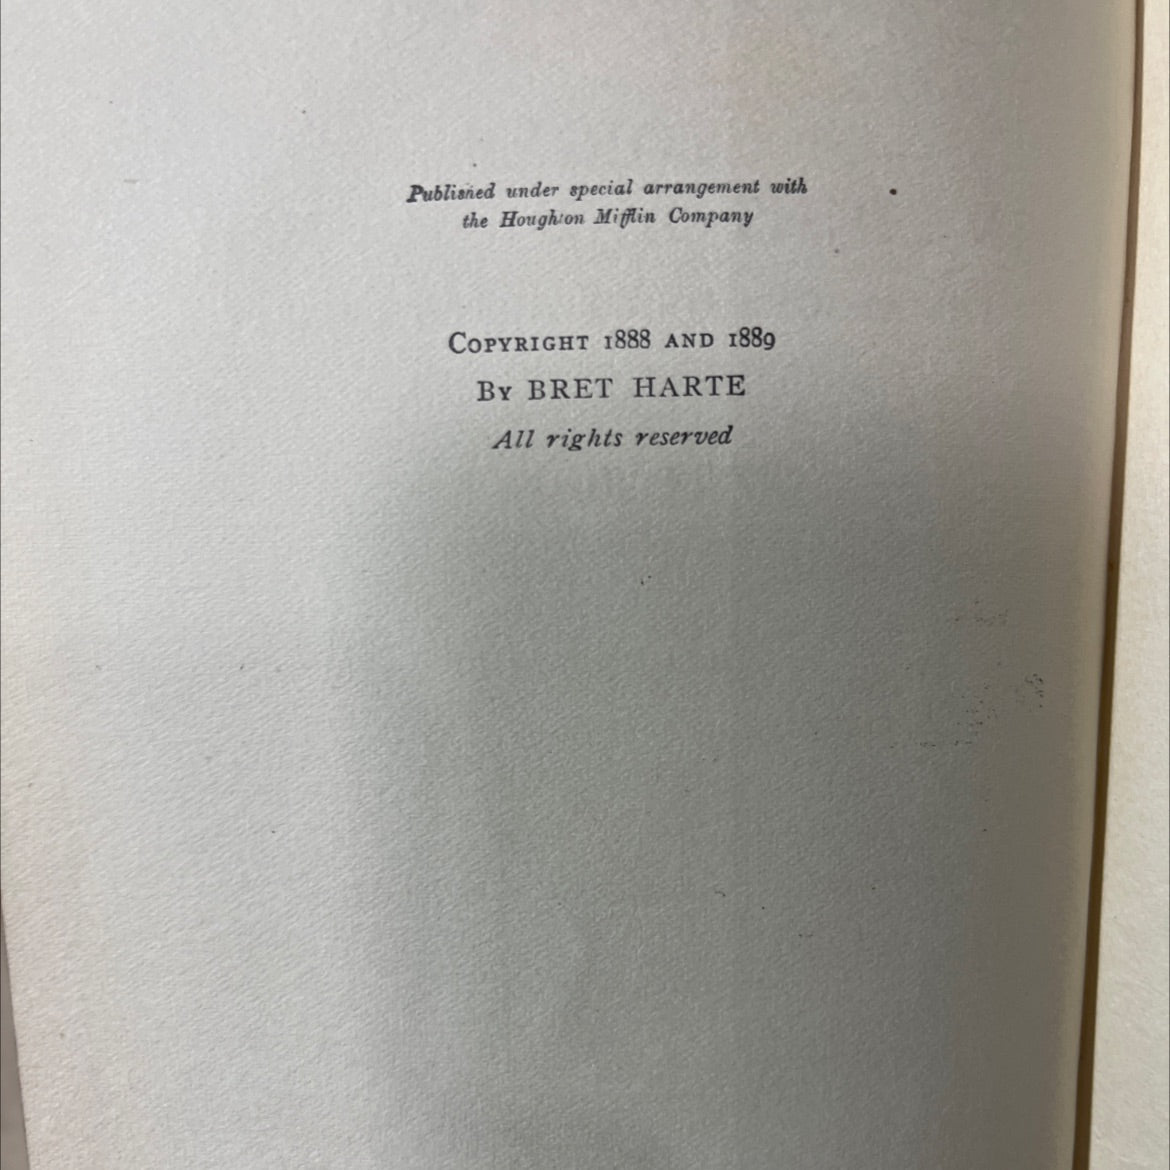 Published under special arrangement with
the Houghton Mifflin Company
COPYRIGHT 1888 AND 1889
BY BRET HARTE
All rights reserved